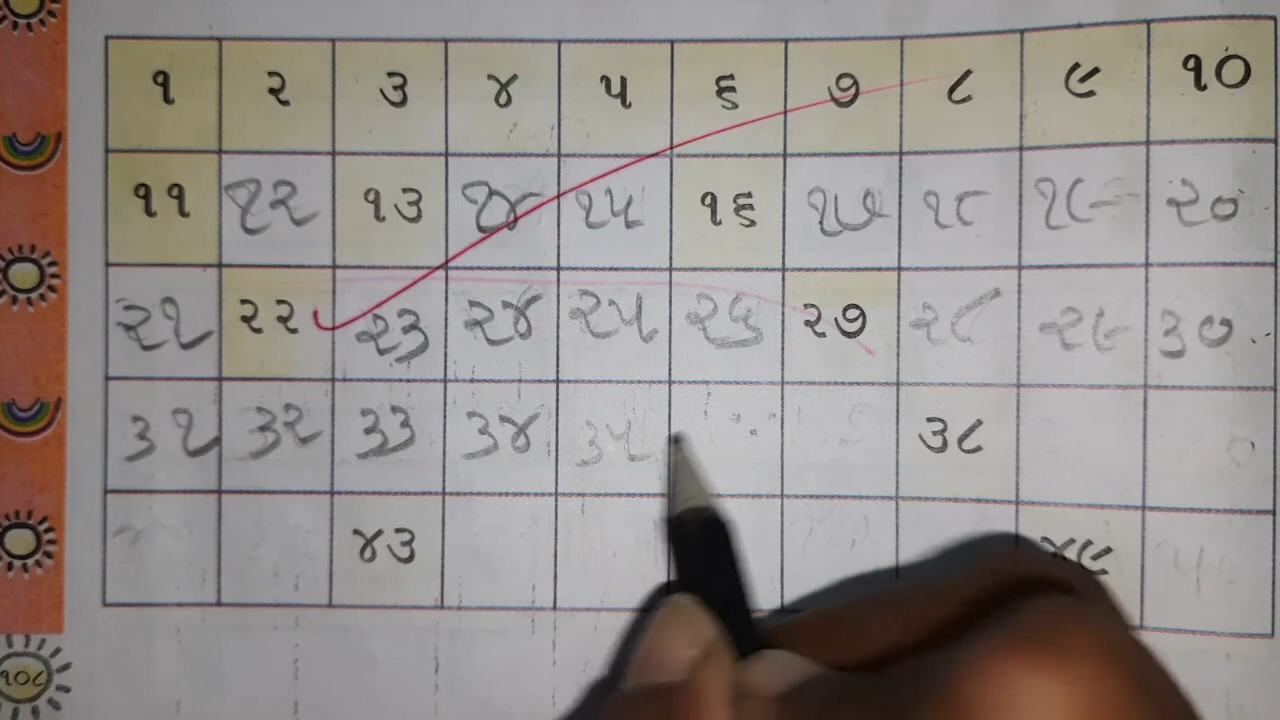 ૧ ૨ ૩ ૪ ૫ ૬ ૭ ૮ ૯ ૧૦
૧૧ ૧૨ ૧૩ ૧૪ ૧૫ ૧૬ ૧૭ ૧૮ ૧૯ ૨૦
૨૧ ૨૨ ૨૩ ૨૪ ૨૫ ૨૬ ૨૭ ૨૮ ૨૯ ૩૦
૩૧ ૩૨ ૩૩ ૩૪ ૩૫ ૩૮
૪૩ ૪૯
૧૦૮